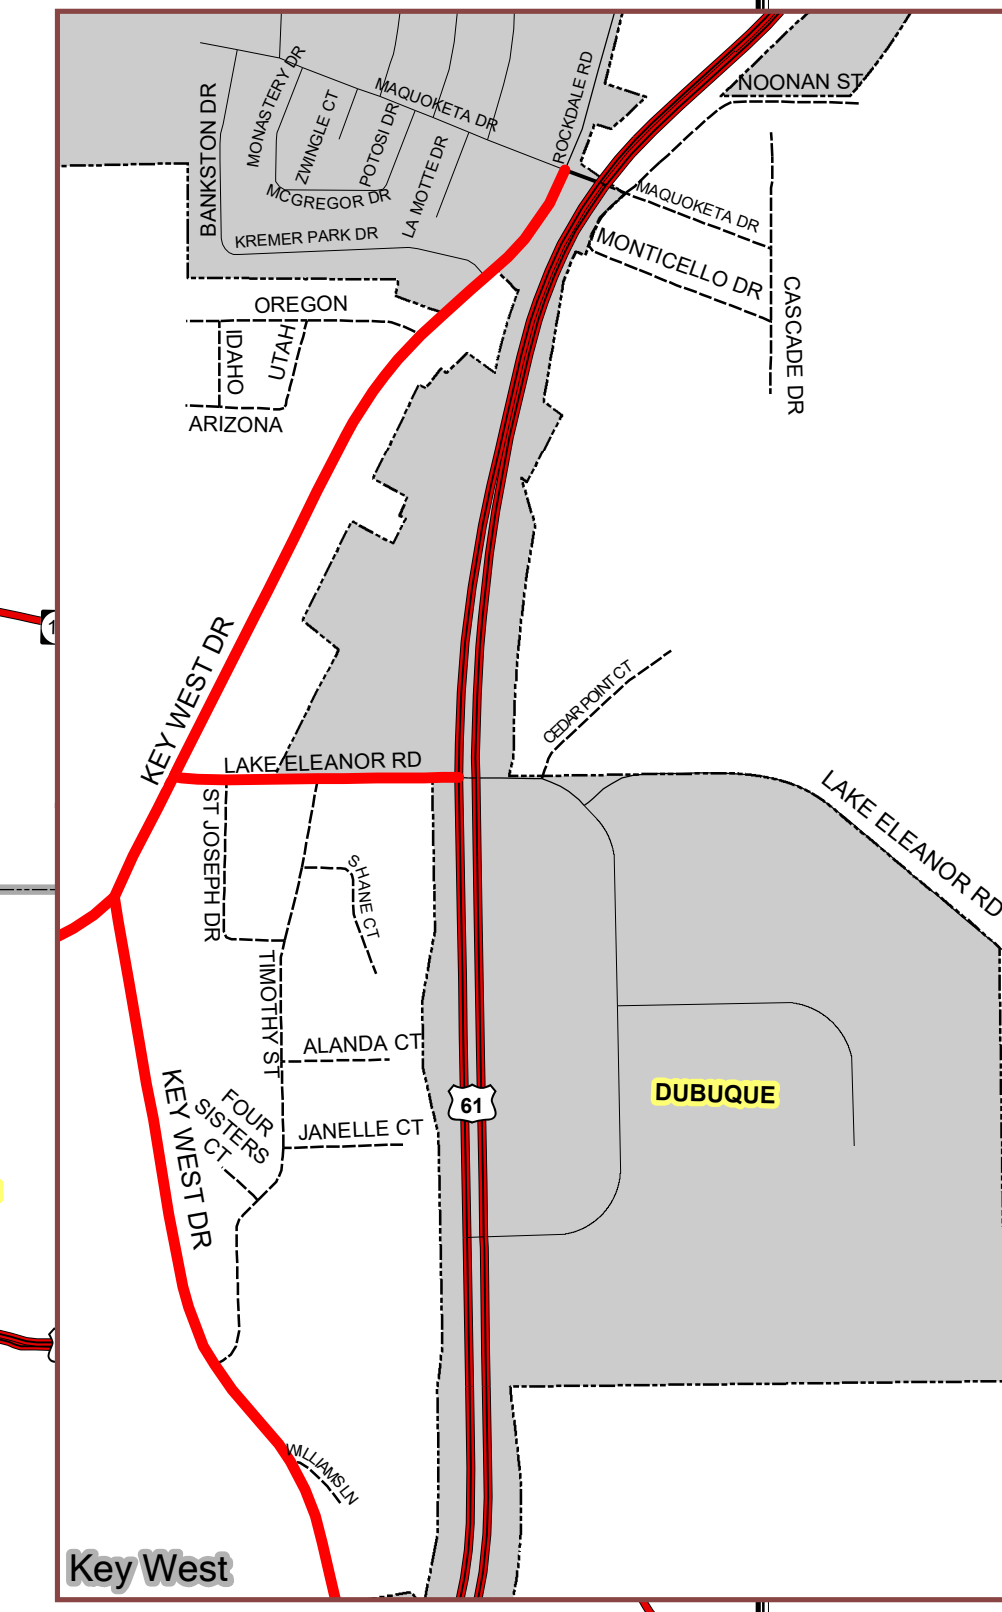 NOONAN ST
ROCKDALE RD
MONASTERY DR
MAQUOKETA DR
BANKSTON DR
ZWINGLE CT
POTOSI DR
LA MOTTE DR
MCGREGOR DR
KREMER PARK DR
MAQUOKETA DR
MONTICELLO DR
CASCADE DR
OREGON
IDAHO
UTAH
ARIZONA
KEY WEST DR
CEDAR POINT CT
LAKE ELEANOR RD
LAKE ELEANOR RD
ST JOSEPH DR
SHANE CT
TIMOTHY ST
ALANDA CT
61
DUBUQUE
KEY WEST DR
FOUR
SISTERS
CT
JANELLE CT
WILLIAMS LN
Key West